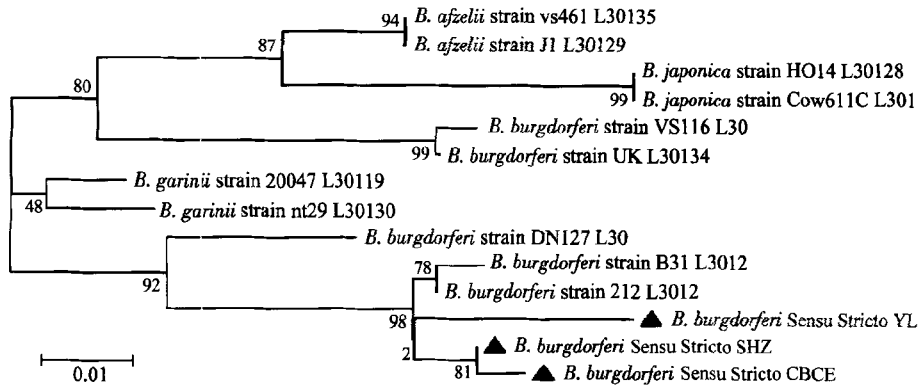 94
B. afzelii strain vs461 L30135
B. afzelii strain J1 L30129
87
B. japonica strain HO14 L30128
80
99
B. japonica strain Cow611C L301
B. burgdorferi strain VS116 L30
99
B. burgdorferi strain UK L30134
B. garinii strain 20047 L30119
48
B. garinii strain nt29 L30130
B. burgdorferi strain DN127 L30
92
78
B. burgdorferi strain B31 L3012
B. burgdorferi strain 212 L3012
98
B. burgdorferi Sensu Stricto YL
2
B. burgdorferi Sensu Stricto SHZ
81
B. burgdorferi Sensu Stricto CBCE
0.01